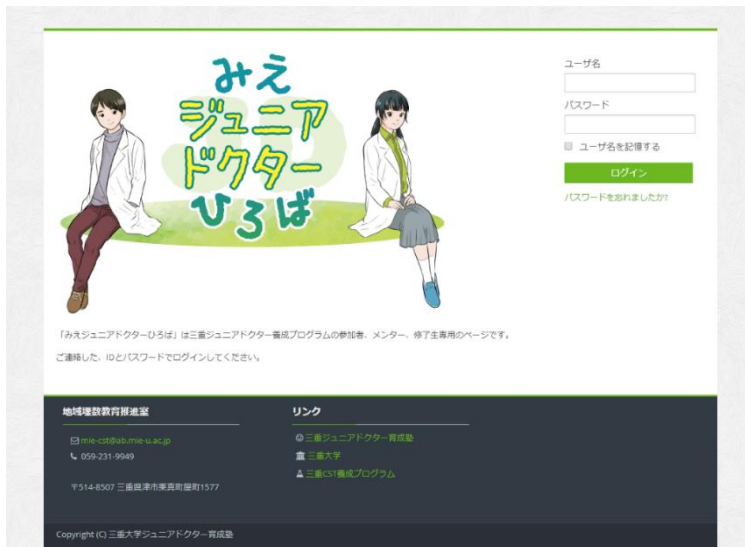 みえ
ジュニア
ドクター
ひろば
ユーザ名
パスワード
ユーザ名を記憶する
ログイン
パスワードを忘れましたか?
「みえジュニアドクターひろば」は三重ジュニアドクター養成プログラムの参加者、メンター、修了生専用のページです。
ご連絡した、IDとパスワードでログインしてください。
地域理数教育推進室
mie-cst@ab.mie-u.ac.jp
059-231-9949
〒514-8507 三重県津市栗真町屋町1577
リンク
三重ジュニアドクター育成塾
三重大学
三重CST養成プログラム
Copyright (C) 三重大学ジュニアドクター育成塾